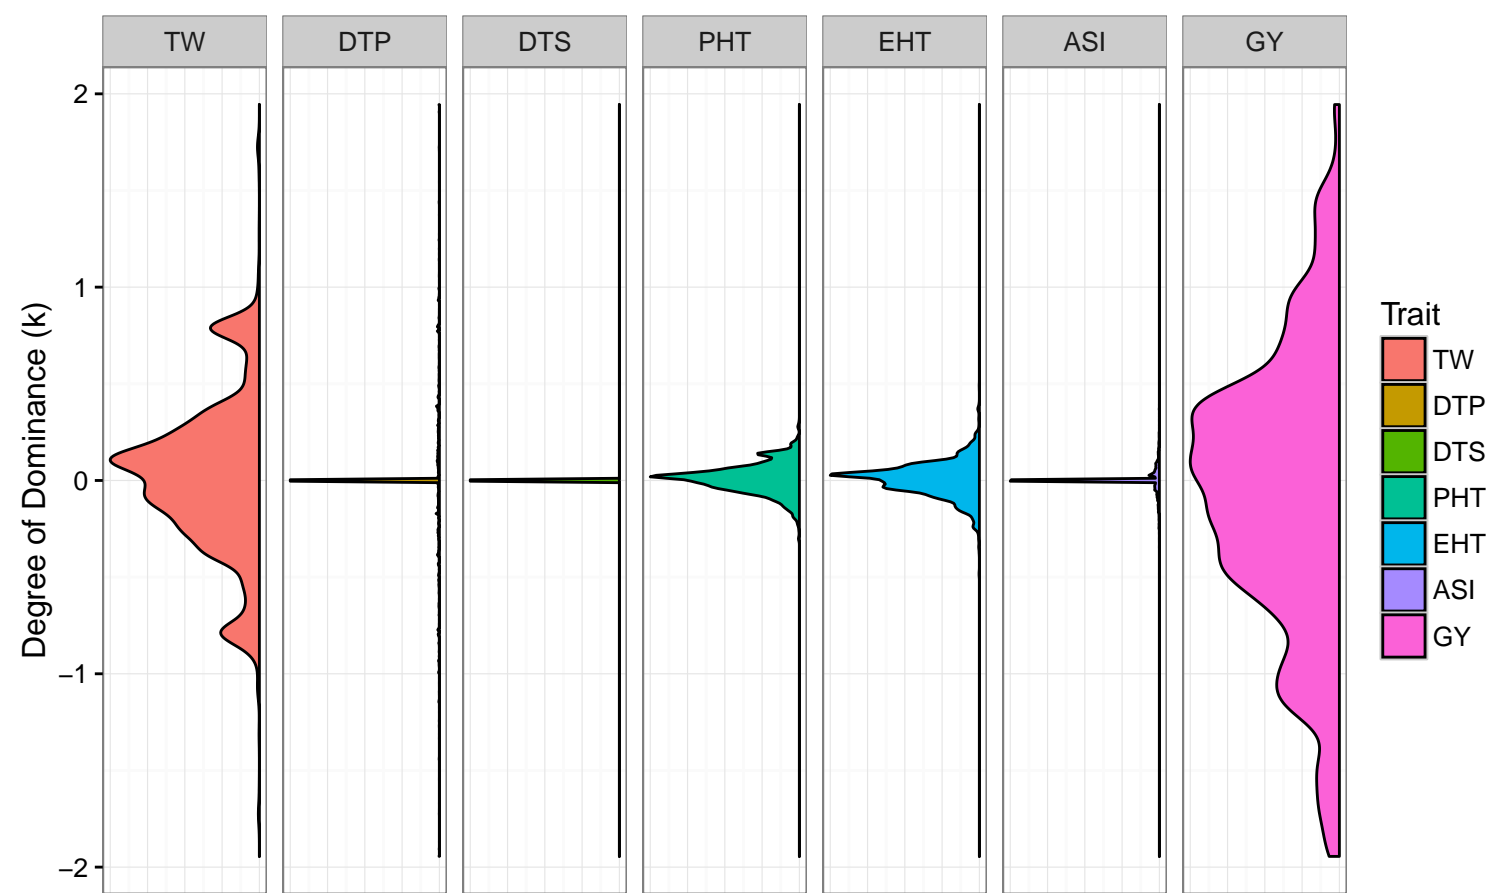 TW DTP DTS PHT EHT ASI GY
Degree of Dominance (k)
2
1
0
−1
−2
Trait
TW
DTP
DTS
PHT
EHT
ASI
GY